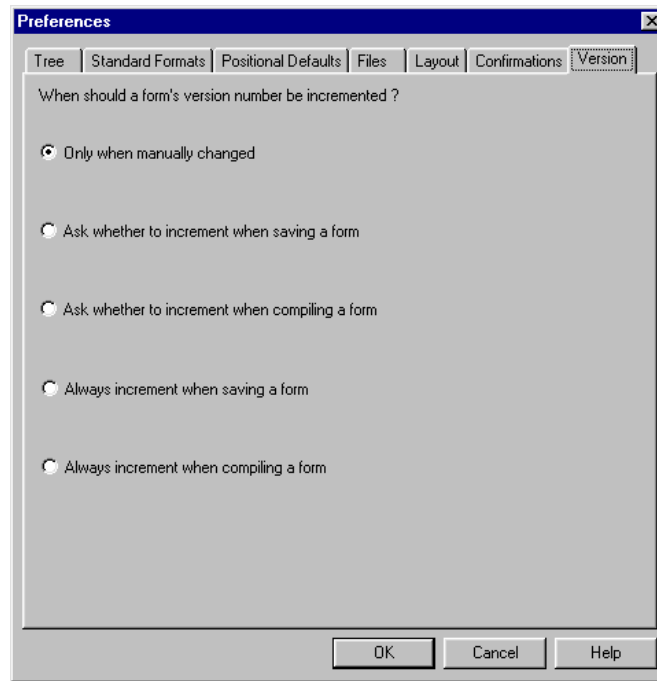 Preferences
Tree Standard Formats Positional Defaults Files Layout Confirmations Version
When should a form's version number be incremented ?
Only when manually changed
Ask whether to increment when saving a form
Ask whether to increment when compiling a form
Always increment when saving a form
Always increment when compiling a form
OK Cancel Help